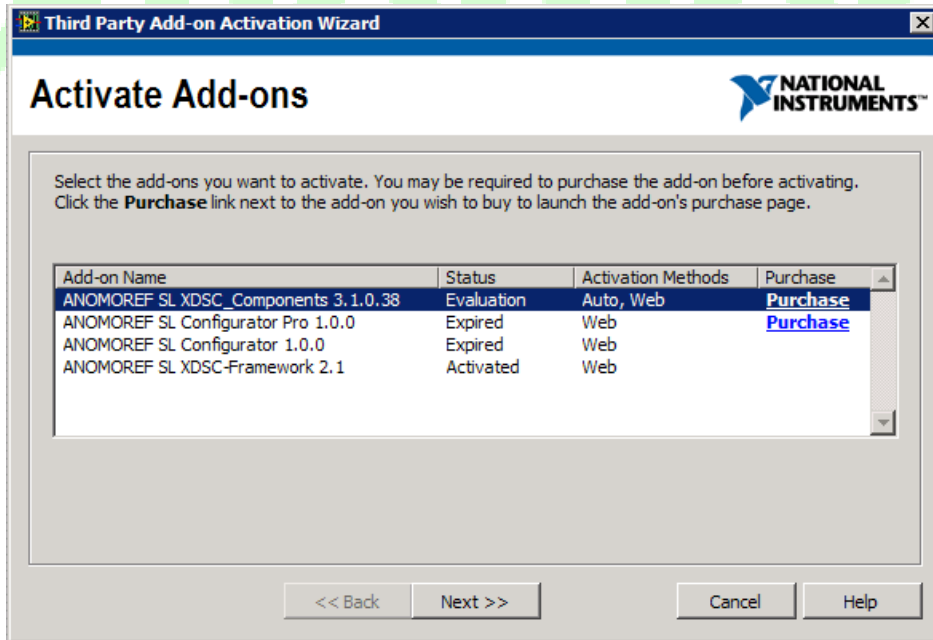 Third Party Add-on Activation Wizard
Activate Add-ons
NATIONAL
INSTRUMENTS™
Select the add-ons you want to activate. You may be required to purchase the add-on before activating.
Click the Purchase link next to the add-on you wish to buy to launch the add-on's purchase page.
Add-on Name Status Activation Methods Purchase
ANOMOREF SL XDSC_Components 3.1.0.38 Evaluation Auto, Web Purchase
ANOMOREF SL Configurator Pro 1.0.0 Expired Web Purchase
ANOMOREF SL Configurator 1.0.0 Expired Web
ANOMOREF SL XDSC-Framework 2.1 Activated Web
<< Back Next >> Cancel Help